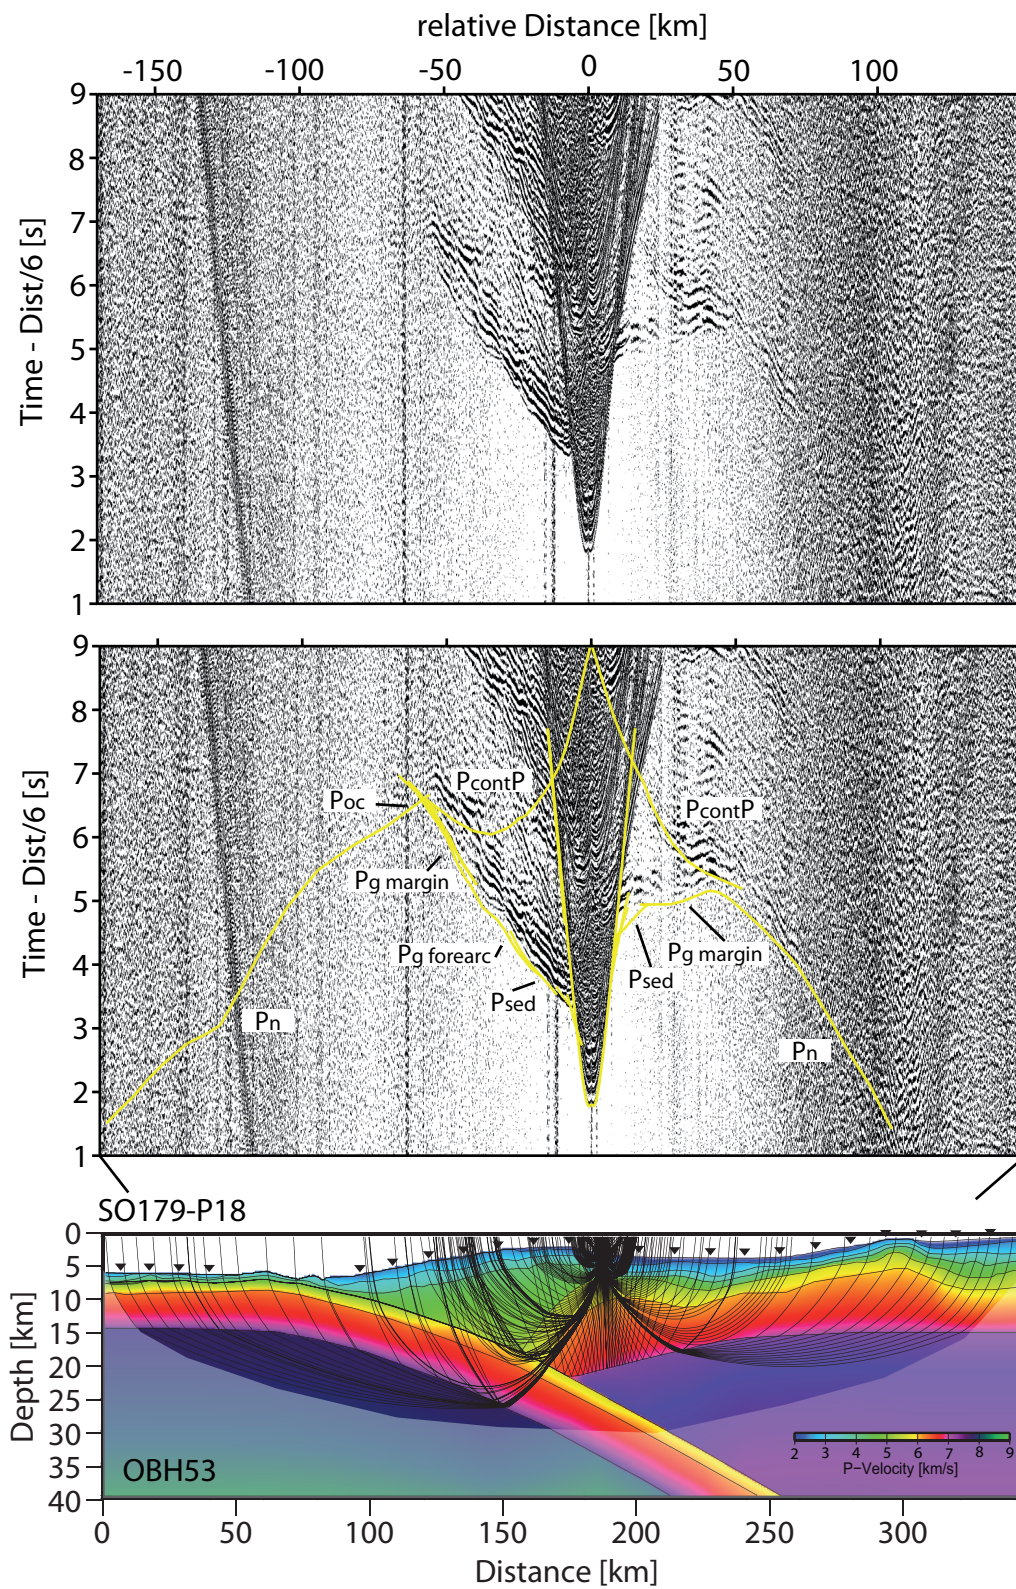 relative Distance [km]
-150 -100 -50 0 50 100
9
8
7
6
5
4
3
2
1
Time - Dist/6 [s]
9
8
7
6
5
4
3
2
1
Time - Dist/6 [s]
Poc
PcontP
PcontP
Pg margin
Pg forearc
Psed
Psed
Pg margin
Pn
Pn
SO179-P18
0
5
10
15
20
25
30
35
40
Depth [km]
OBH53
2 3 4 5 6 7 8 9
P-Velocity [km/s]
0 50 100 150 200 250 300
Distance [km]